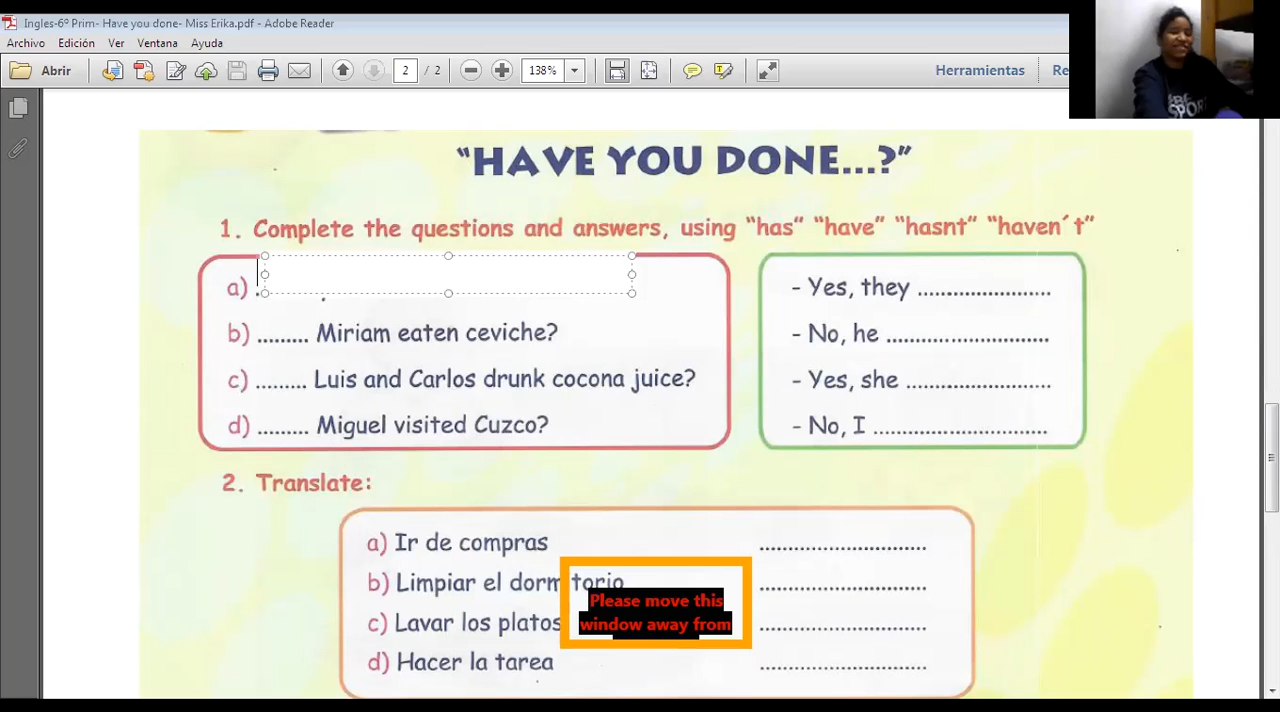 Ingles-6º Prim- Have you done- Miss Erika.pdf - Adobe Reader
Archivo Edición Ver Ventana Ayuda
Abrir 2 / 2 138% Herramientas Re
"HAVE YOU DONE...?"
1. Complete the questions and answers, using "has" "have" "hasnt" "haven´t"
a)
- Yes, they ........................
b) ......... Miriam eaten ceviche?
- No, he .............................
c) ......... Luis and Carlos drunk cocona juice?
- Yes, she ..........................
d) ......... Miguel visited Cuzco?
- No, I ...............................
2. Translate:
a) Ir de compras ..............................
b) Limpiar el dormitorio ..............................
c) Lavar los platos ..............................
d) Hacer la tarea ..............................
Please move this
window away from
SPORT